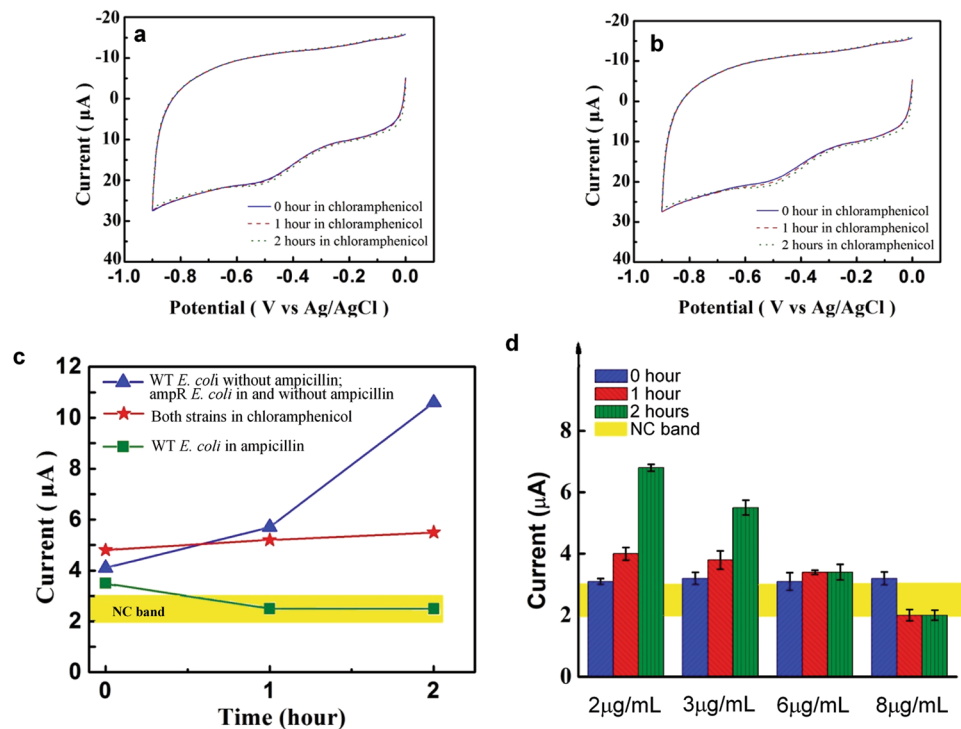 a
-20
-10
0
10
20
30
40
Current ( μA )
0 hour in chloramphenicol
1 hour in chloramphenicol
2 hours in chloramphenicol
-1.0 -0.8 -0.6 -0.4 -0.2 0.0
Potential ( V vs Ag/AgCl )
b
-20
-10
0
10
20
30
40
Current ( μA )
0 hour in chloramphenicol
1 hour in chloramphenicol
2 hours in chloramphenicol
-1.0 -0.8 -0.6 -0.4 -0.2 0.0
Potential ( V vs Ag/AgCl )
c
12
10
8
6
4
2
0
Current ( μA )
WT E. coli without ampicillin;
ampR E. coli in and without ampicillin
Both strains in chloramphenicol
WT E. coli in ampicillin
NC band
0 1 2
Time (hour)
d
8
6
4
2
0
Current (μA)
0 hour
1 hour
2 hours
NC band
2μg/mL 3μg/mL 6μg/mL 8μg/mL